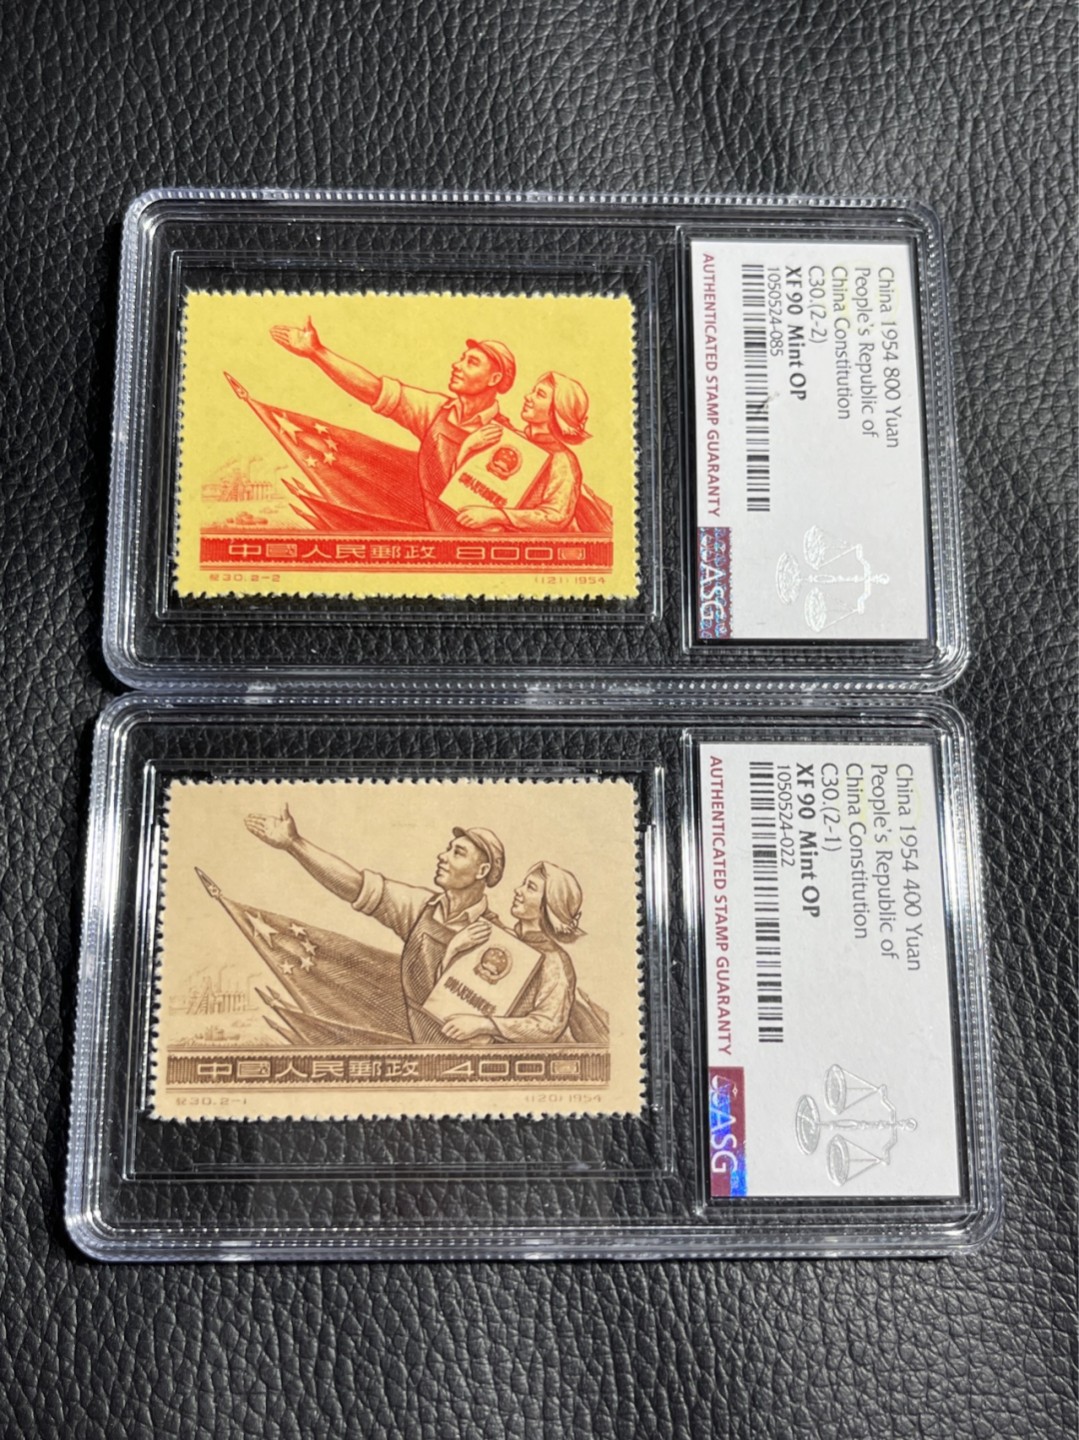 中國人民郵政 800圓
紀30.2-2
(121) 1954
China 1954 800 Yuan
People's Republic of
China Constitution
C30.(2-2)
XF 90 Mint OP
1050524-085
AUTHENTICATED STAMP GUARANTY
ASG
中國人民郵政 400圓
紀30.2-1
(120) 1954
China 1954 400 Yuan
People's Republic of
China Constitution
C30.(2-1)
XF 90 Mint OP
1050524-022
AUTHENTICATED STAMP GUARANTY
ASG